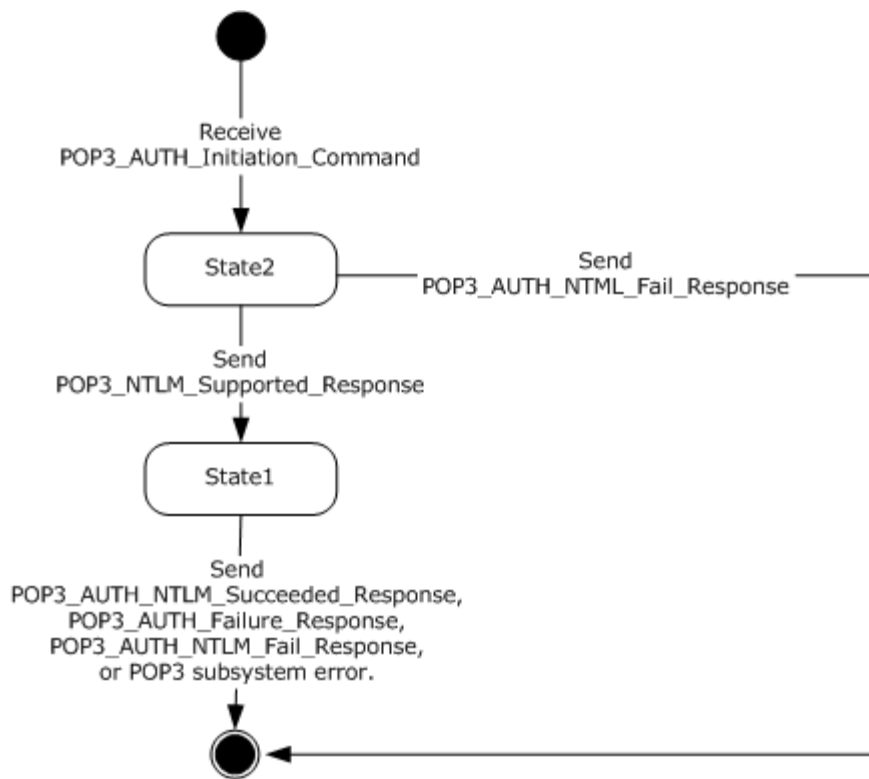 Receive
POP3_AUTH_Initiation_Command
State2
Send
POP3_AUTH_NTML_Fail_Response
Send
POP3_NTLM_Supported_Response
State1
Send
POP3_AUTH_NTLM_Succeeded_Response,
POP3_AUTH_Failure_Response,
POP3_AUTH_NTLM_Fail_Response,
or POP3 subsystem error.